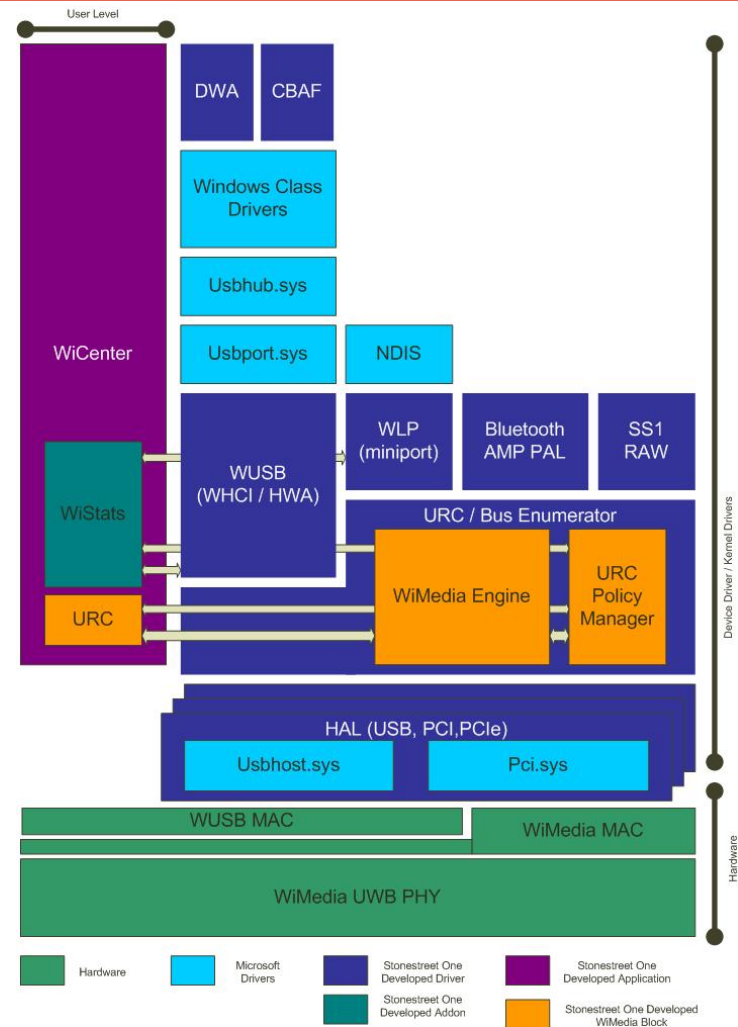 User Level
DWA
CBAF
Windows Class
Drivers
Usbhub.sys
WiCenter
Usbport.sys
NDIS
WUSB
(WHCI / HWA)
WLP
(miniport)
Bluetooth
AMP PAL
SS1
RAW
WiStats
URC / Bus Enumerator
WiMedia Engine
URC
Policy
Manager
URC
Device Driver / Kernel Drivers
HAL (USB, PCI,PCIe)
Usbhost.sys
Pci.sys
WUSB MAC
WiMedia MAC
WiMedia UWB PHY
Hardware
Hardware
Microsoft
Drivers
Stonestreet One
Developed Driver
Stonestreet One
Developed Application
Stonestreet One
Developed Addon
Stonestreet One Developed
WiMedia Block